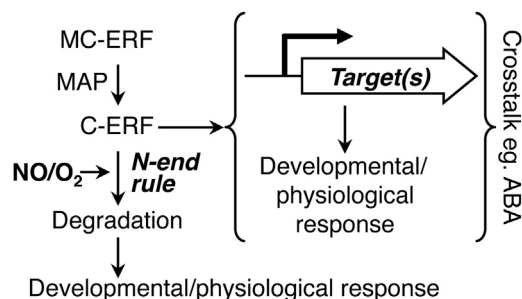 MC-ERF
MAP
C-ERF
NO/O₂
N-end
rule
Degradation
Developmental/physiological response
Target(s)
Developmental/
physiological
response
Crosstalk eg. ABA